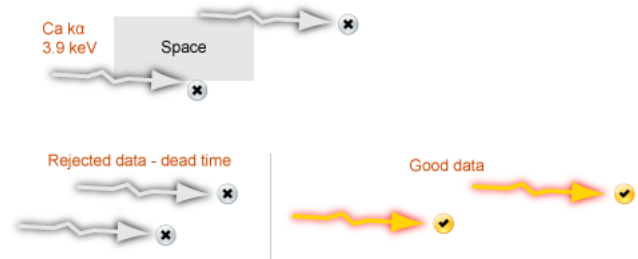 Ca kα
3.9 keV
Space
Rejected data - dead time
Good data